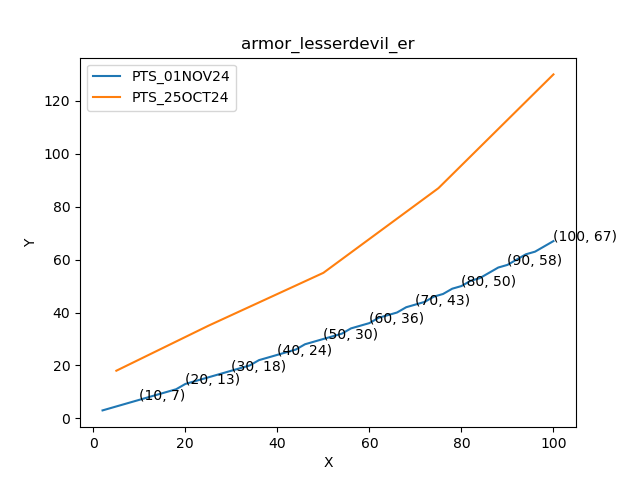 armor_lesserdevil_er
PTS_01NOV24
PTS_25OCT24
120
100
80
60
40
20
0
Y
(100, 67)
(90, 58)
(80, 50)
(70, 43)
(60, 36)
(50, 30)
(40, 24)
(30, 18)
(20, 13)
(10, 7)
0 20 40 60 80 100
X